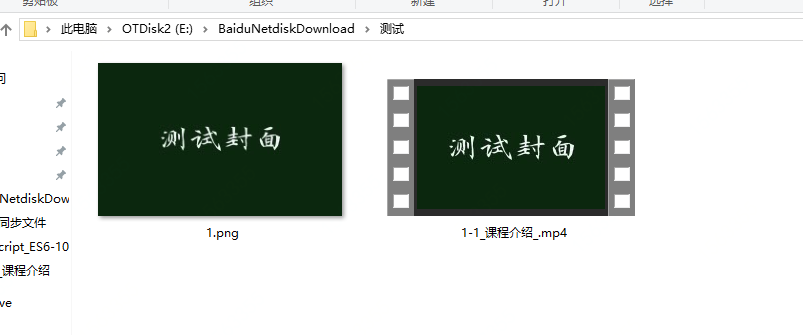 剪贴板 组织 新建 打开 选择
此电脑 > OTDisk2 (E:) > BaiduNetdiskDownload > 测试
问
测试封面 测试封面
NetdiskDow
同步文件
1.png 1-1_课程介绍_.mp4
cript_ES6-10
_课程介绍
ve